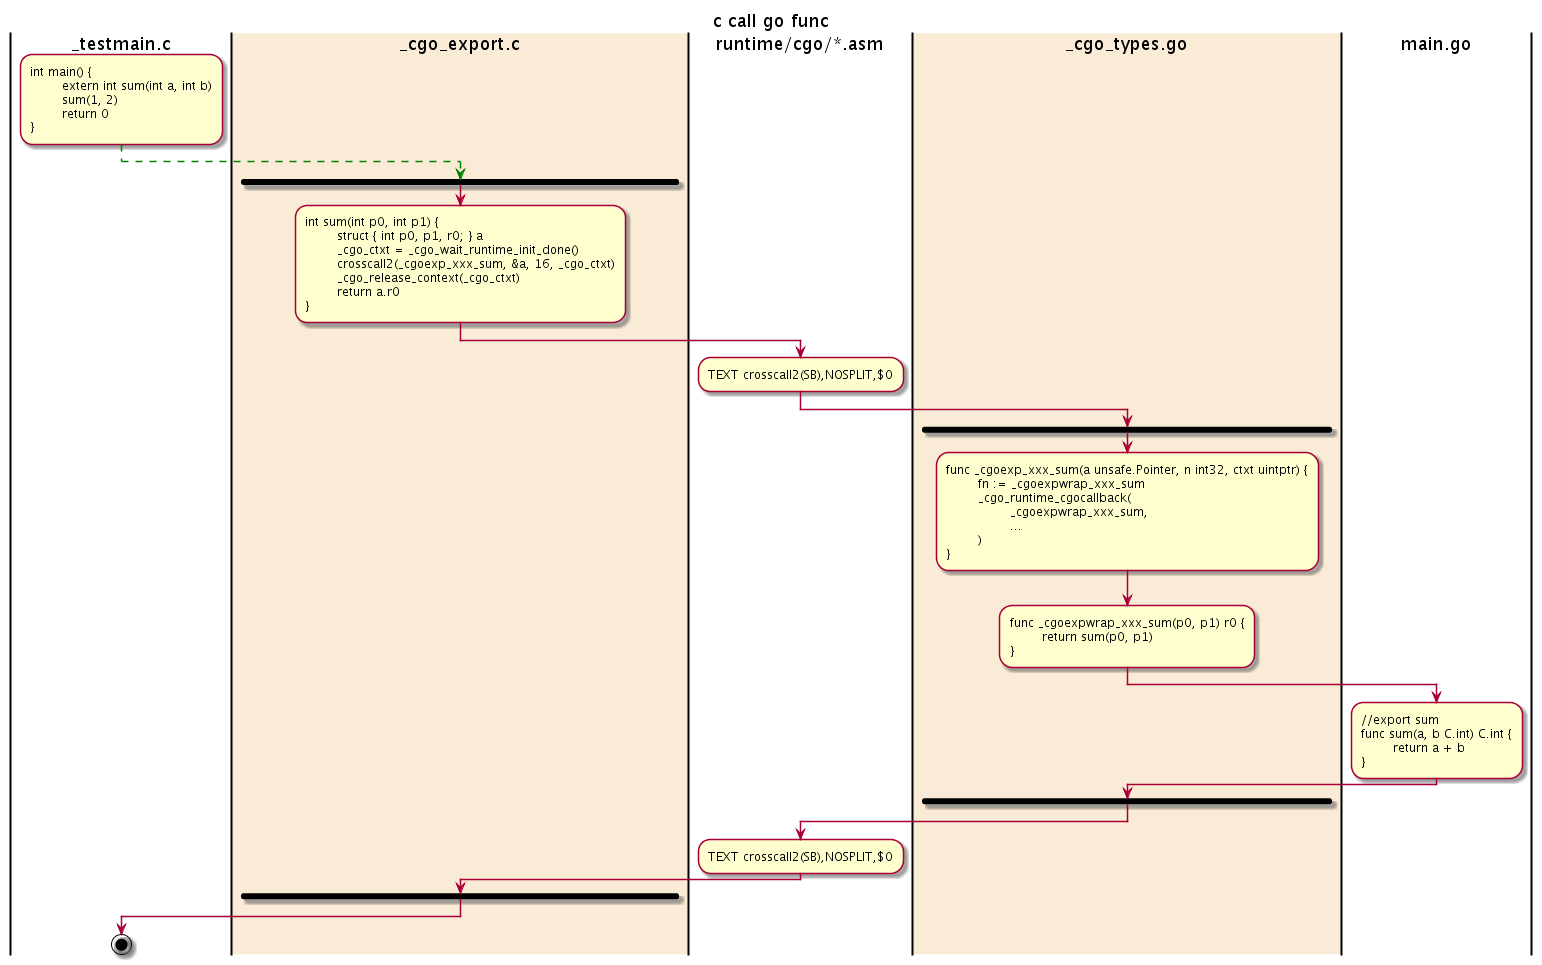 c call go func
_testmain.c
_cgo_export.c
runtime/cgo/*.asm
_cgo_types.go
main.go
int main() {
extern int sum(int a, int b)
sum(1, 2)
return 0
}
int sum(int p0, int p1) {
struct { int p0, p1, r0; } a
_cgo_ctxt = _cgo_wait_runtime_init_done()
crosscall2(_cgoexp_xxx_sum, &a, 16, _cgo_ctxt)
_cgo_release_context(_cgo_ctxt)
return a.r0
}
TEXT crosscall2(SB),NOSPLIT,$0
func _cgoexp_xxx_sum(a unsafe.Pointer, n int32, ctxt uintptr) {
fn := _cgoexpwrap_xxx_sum
_cgo_runtime_cgocallback(
_cgoexpwrap_xxx_sum,
...
)
}
func _cgoexpwrap_xxx_sum(p0, p1) r0 {
return sum(p0, p1)
}
//export sum
func sum(a, b C.int) C.int {
return a + b
}
TEXT crosscall2(SB),NOSPLIT,$0